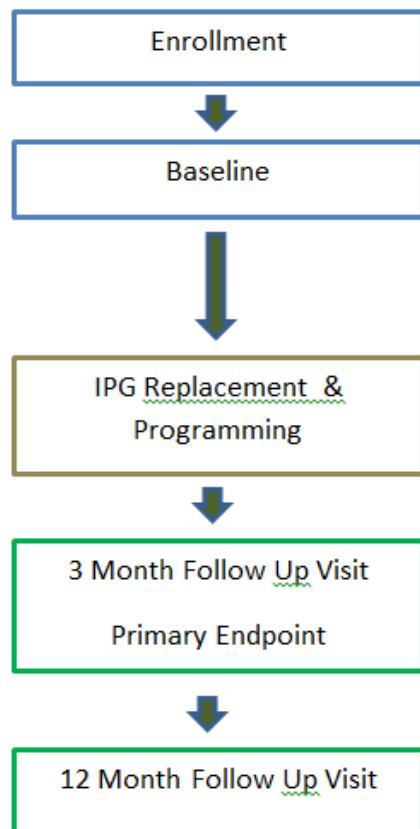 Enrollment
Baseline
IPG Replacement &
Programming
3 Month Follow Up Visit
Primary Endpoint
12 Month Follow Up Visit